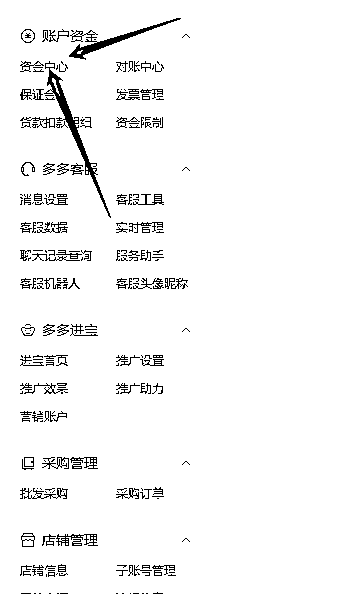 账户资金
资金中心 对账中心
保证金 发票管理
货款扣款明细 资金限制
多多客服
消息设置 客服工具
客服数据 实时管理
聊天记录查询 服务助手
客服机器人 客服头像昵称
多多进宝
进宝首页 推广设置
推广效果 推广助力
营销账户
采购管理
批发采购 采购订单
店铺管理
店铺信息 子账号管理